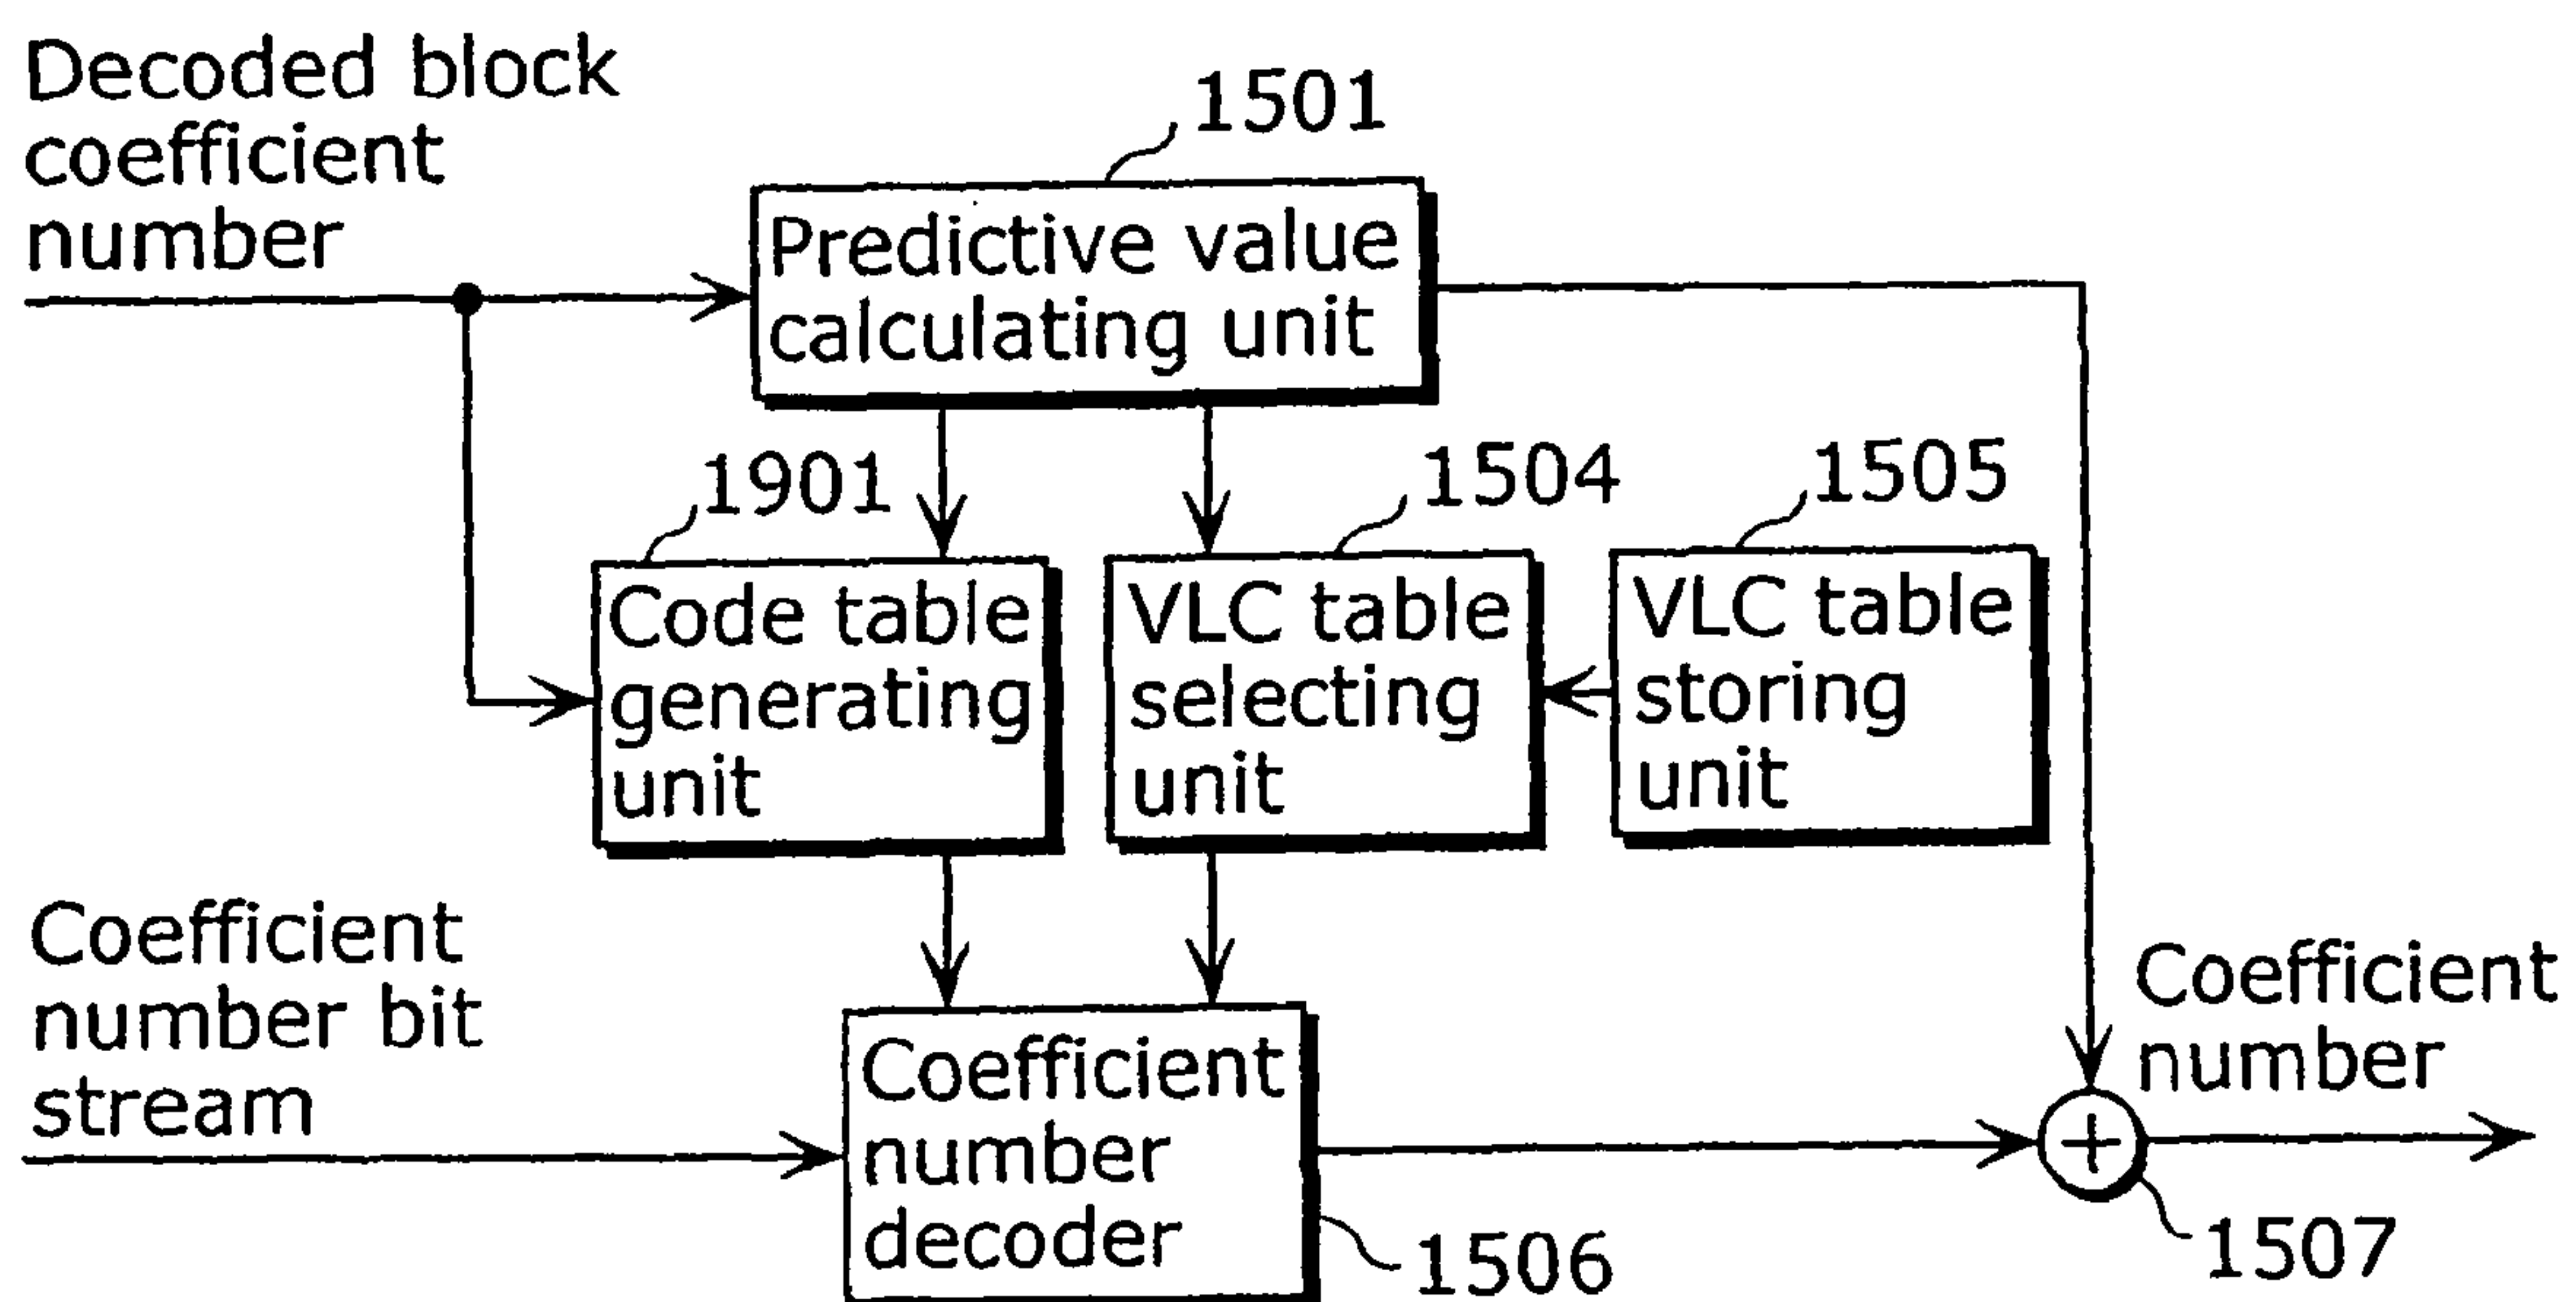 Decoded block
coefficient
number
1501
Predictive value
calculating unit
1901
1504
1505
Code table
generating
unit
VLC table
selecting
unit
VLC table
storing
unit
Coefficient
number bit
stream
Coefficient
number
decoder
1506
Coefficient
number
+
1507